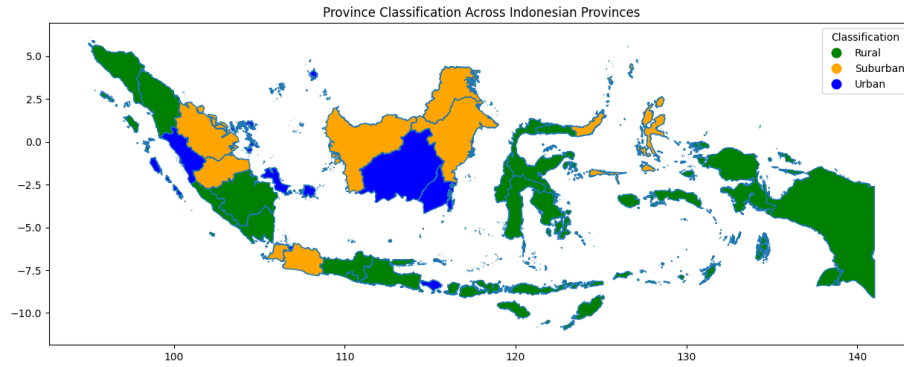 Province Classification Across Indonesian Provinces
Classification
Rural
Suburban
Urban
5.0
2.5
0.0
−2.5
−5.0
−7.5
−10.0
100
110
120
130
140